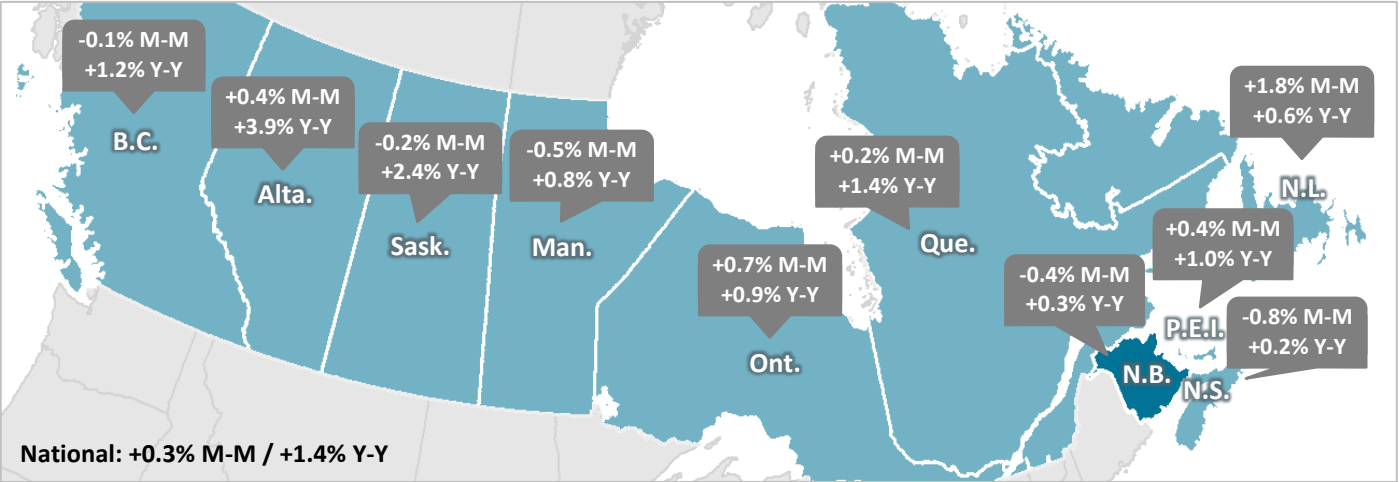 -0.1% M-M
+1.2% Y-Y
B.C.
+0.4% M-M
+3.9% Y-Y
Alta.
-0.2% M-M
+2.4% Y-Y
Sask.
-0.5% M-M
+0.8% Y-Y
Man.
+0.7% M-M
+0.9% Y-Y
Ont.
+0.2% M-M
+1.4% Y-Y
Que.
+1.8% M-M
+0.6% Y-Y
N.L.
+0.4% M-M
+1.0% Y-Y
P.E.I.
-0.4% M-M
+0.3% Y-Y
N.B.
-0.8% M-M
+0.2% Y-Y
N.S.
National: +0.3% M-M / +1.4% Y-Y